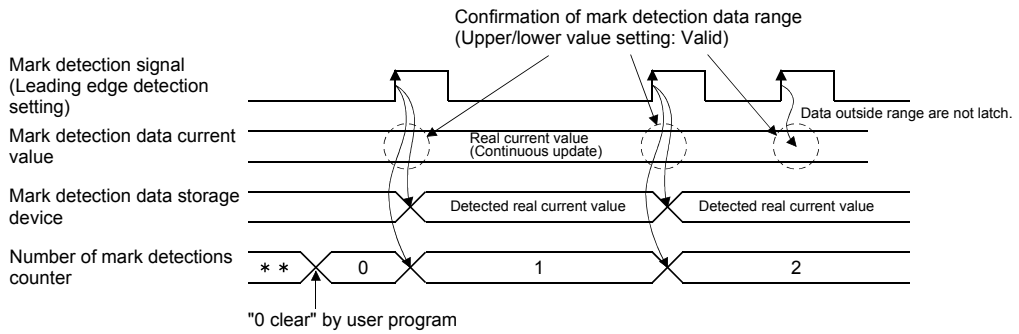 Confirmation of mark detection data range
(Upper/lower value setting: Valid)
Mark detection signal
(Leading edge detection
setting)
Data outside range are not latch.
Mark detection data current
value
Real current value
(Continuous update)
Mark detection data storage
device
Detected real current value
Detected real current value
Number of mark detections
counter
* *
0
1
2
"0 clear" by user program